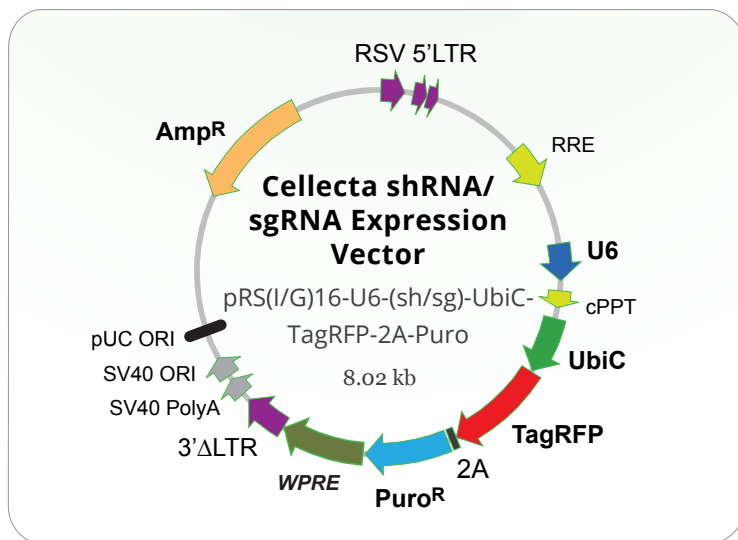 RSV 5'LTR
AmpR
RRE
Cellecta shRNA/
sgRNA Expression
Vector
U6
pRS(I/G)16-U6-(sh/sg)-UbiC-
TagRFP-2A-Puro
cPPT
pUC ORI
UbiC
SV40 ORI
8.02 kb
SV40 PolyA
TagRFP
3'ΔLTR
2A
WPRE
PuroR